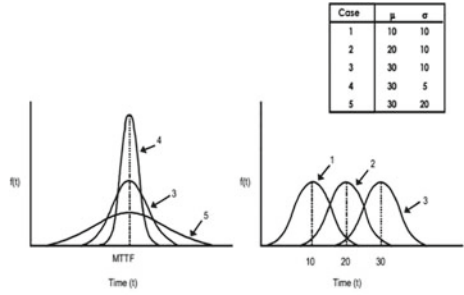 Case μ σ
1 10 10
2 20 10
3 30 10
4 30 5
5 30 20
f(t)
4
3
5
MTTF
Time (t)
f(t)
1
2
3
10 20 30
Time (t)